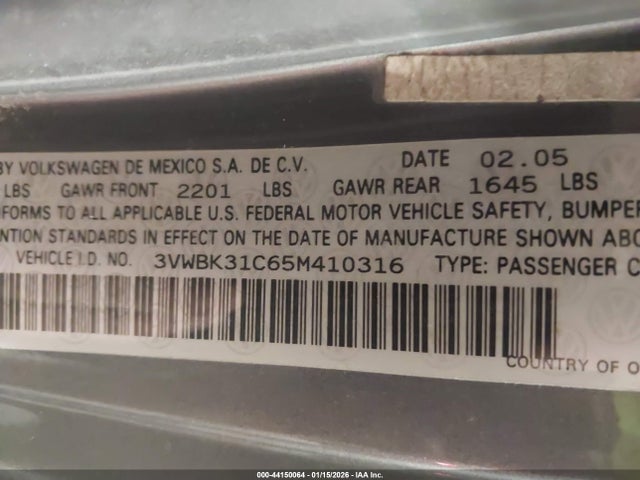 BY VOLKSWAGEN DE MEXICO S.A. DE C.V. DATE 02.05
LBS GAWR FRONT 2201 LBS GAWR REAR 1645 LBS
FORMS TO ALL APPLICABLE U.S. FEDERAL MOTOR VEHICLE SAFETY, BUMPER
NTION STANDARDS IN EFFECT ON THE DATE OF MANUFACTURE SHOWN ABO
VEHICLE I.D. NO. 3VWBK31C65M410316 TYPE: PASSENGER C
COUNTRY OF O
000-44150064 - 01/15/2026 - IAA Inc.